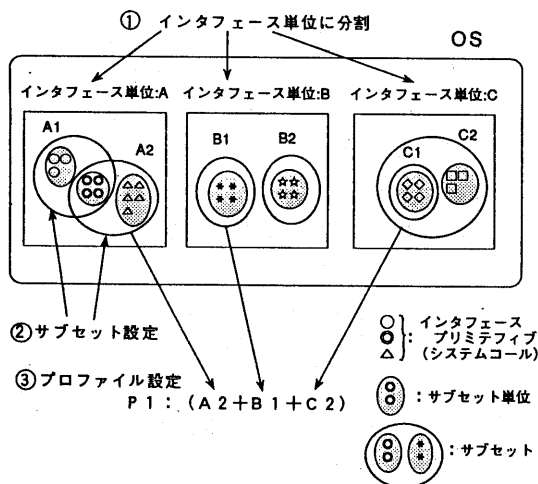 ① インタフェース単位に分割
OS
インタフェース単位:A インタフェース単位:B インタフェース単位:C
A1
A2
B1
B2
C1
C2
②サブセット設定
③プロファイル設定
P1：(A2+B1+C2)
インタフェース
：プリミテフィブ
(システムコール)
：サブセット単位
：サブセット